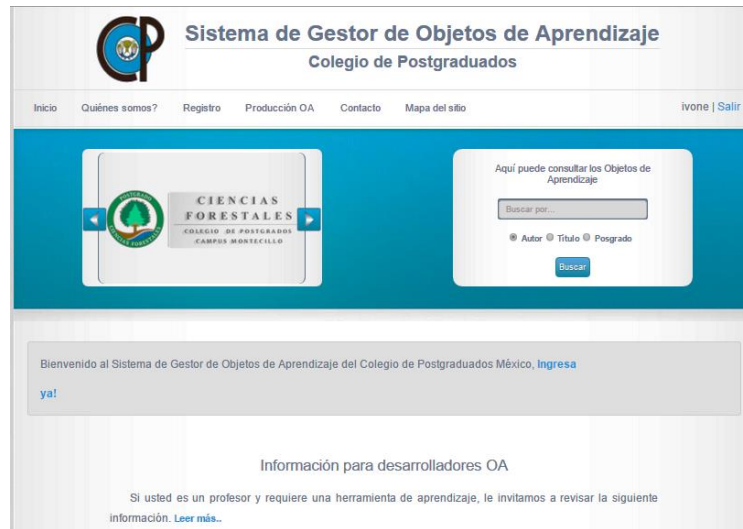 CP
Sistema de Gestor de Objetos de Aprendizaje
Colegio de Postgraduados
Inicio Quiénes somos? Registro Producción OA Contacto Mapa del sitio ivone | Salir
POSTGRADO
CIENCIAS FORESTALES
CIENCIAS
FORESTALES
COLEGIO DE POSTGRADOS
CAMPUS MONTECILLO
Aquí puede consultar los Objetos de
Aprendizaje
Buscar por...
Autor Título Posgrado
Buscar
Bienvenido al Sistema de Gestor de Objetos de Aprendizaje del Colegio de Postgraduados México, Ingresa
ya!
Información para desarrolladores OA
Si usted es un profesor y requiere una herramienta de aprendizaje, le invitamos a revisar la siguiente
información. Leer más..